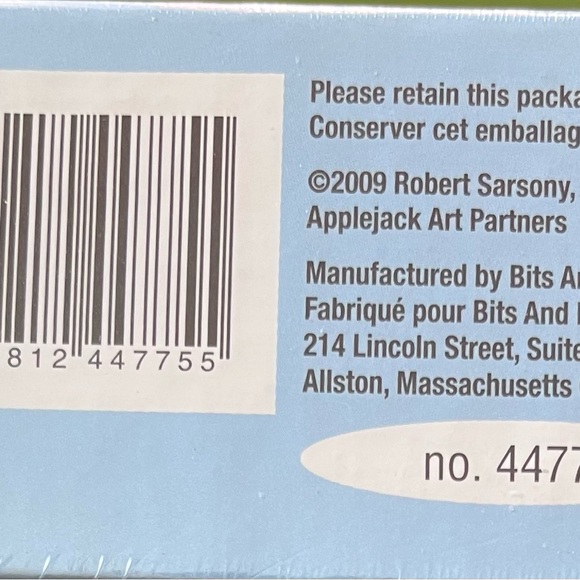 Please retain this packa
Conserver cet emballag
©2009 Robert Sarsony,
Applejack Art Partners
Manufactured by Bits A
Fabriqué pour Bits And
214 Lincoln Street, Suite
Allston, Massachusetts
812 447755
no. 4477